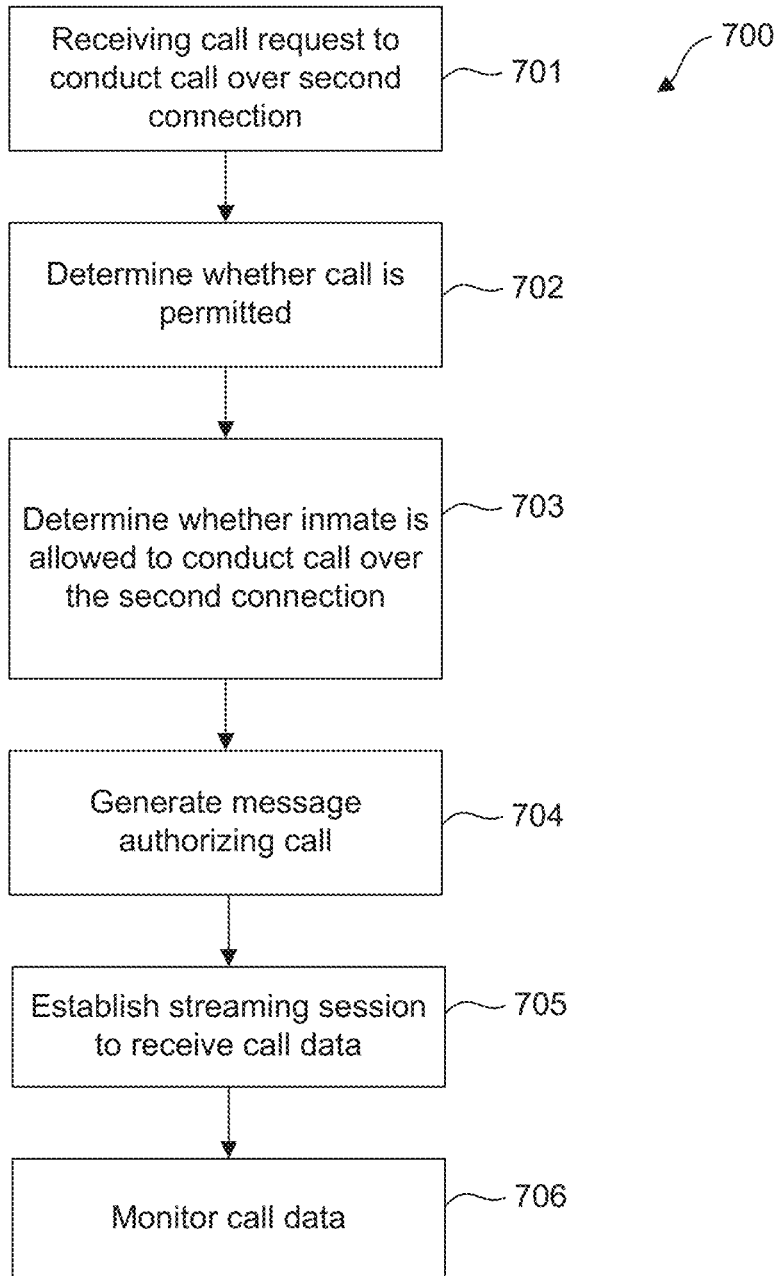 Receiving call request to
conduct call over second
connection
701
700
Determine whether call is
permitted
702
Determine whether inmate is
allowed to conduct call over
the second connection
703
Generate message
authorizing call
704
Establish streaming session
to receive call data
705
Monitor call data
706